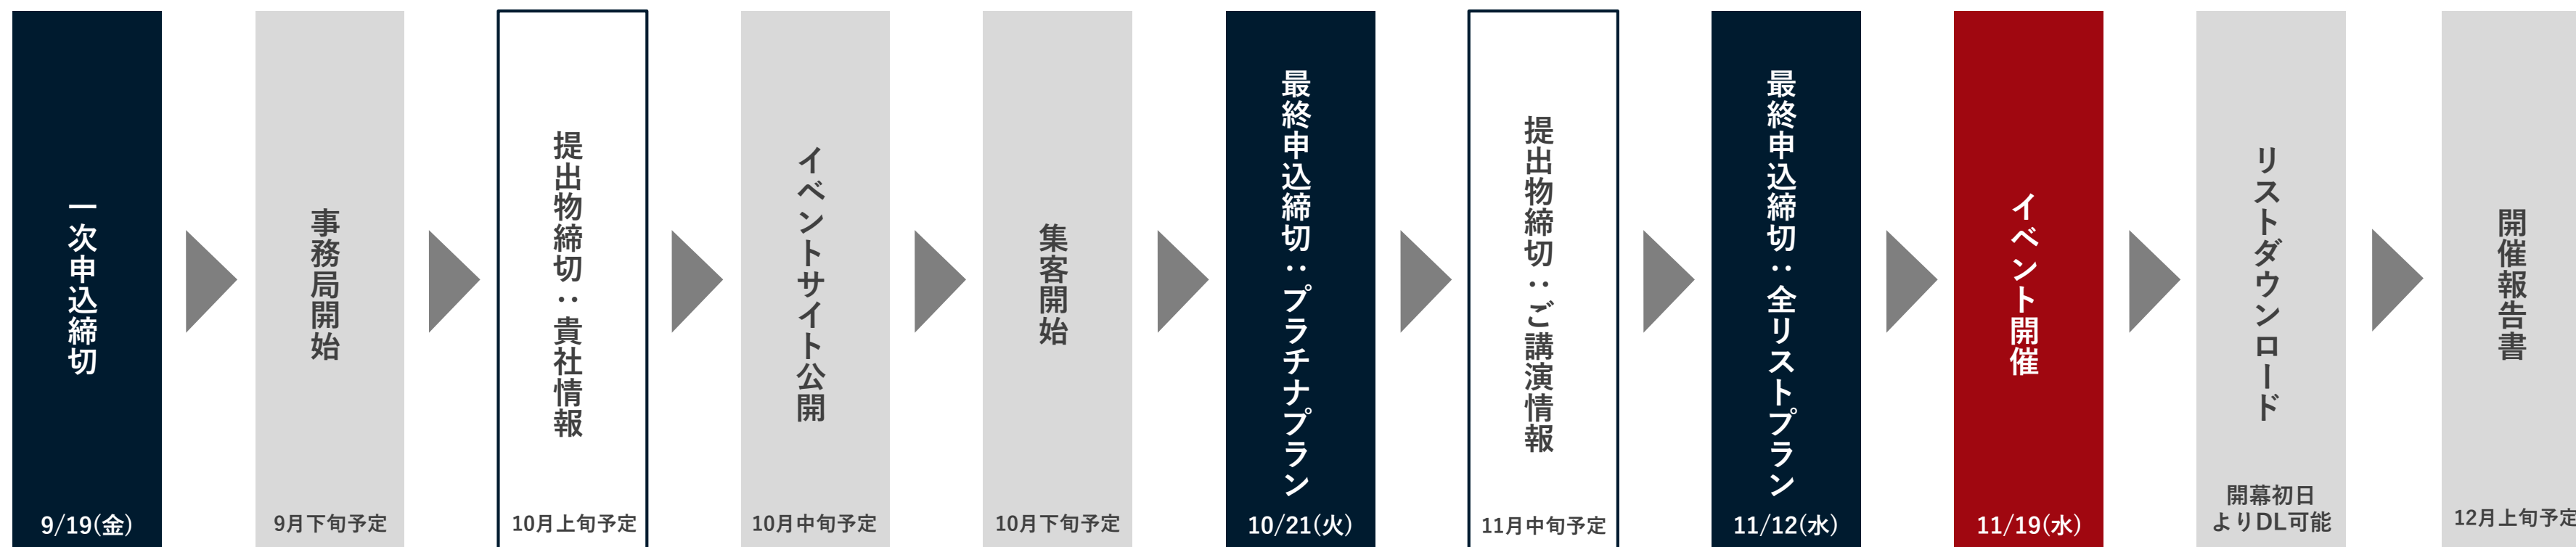 一次申込締切
9/19(金)
事務局開始
9月下旬予定
提出物締切：貴社情報
10月上旬予定
イベントサイト公開
10月中旬予定
集客開始
10月下旬予定
最終申込締切：プラチナプラン
10/21(火)
提出物締切：ご講演情報
11月中旬予定
最終申込締切：全リストプラン
11/12(水)
イベント開催
11/19(水)
リストダウンロード
開幕初日
よりDL可能
開催報告書
12月上旬予定